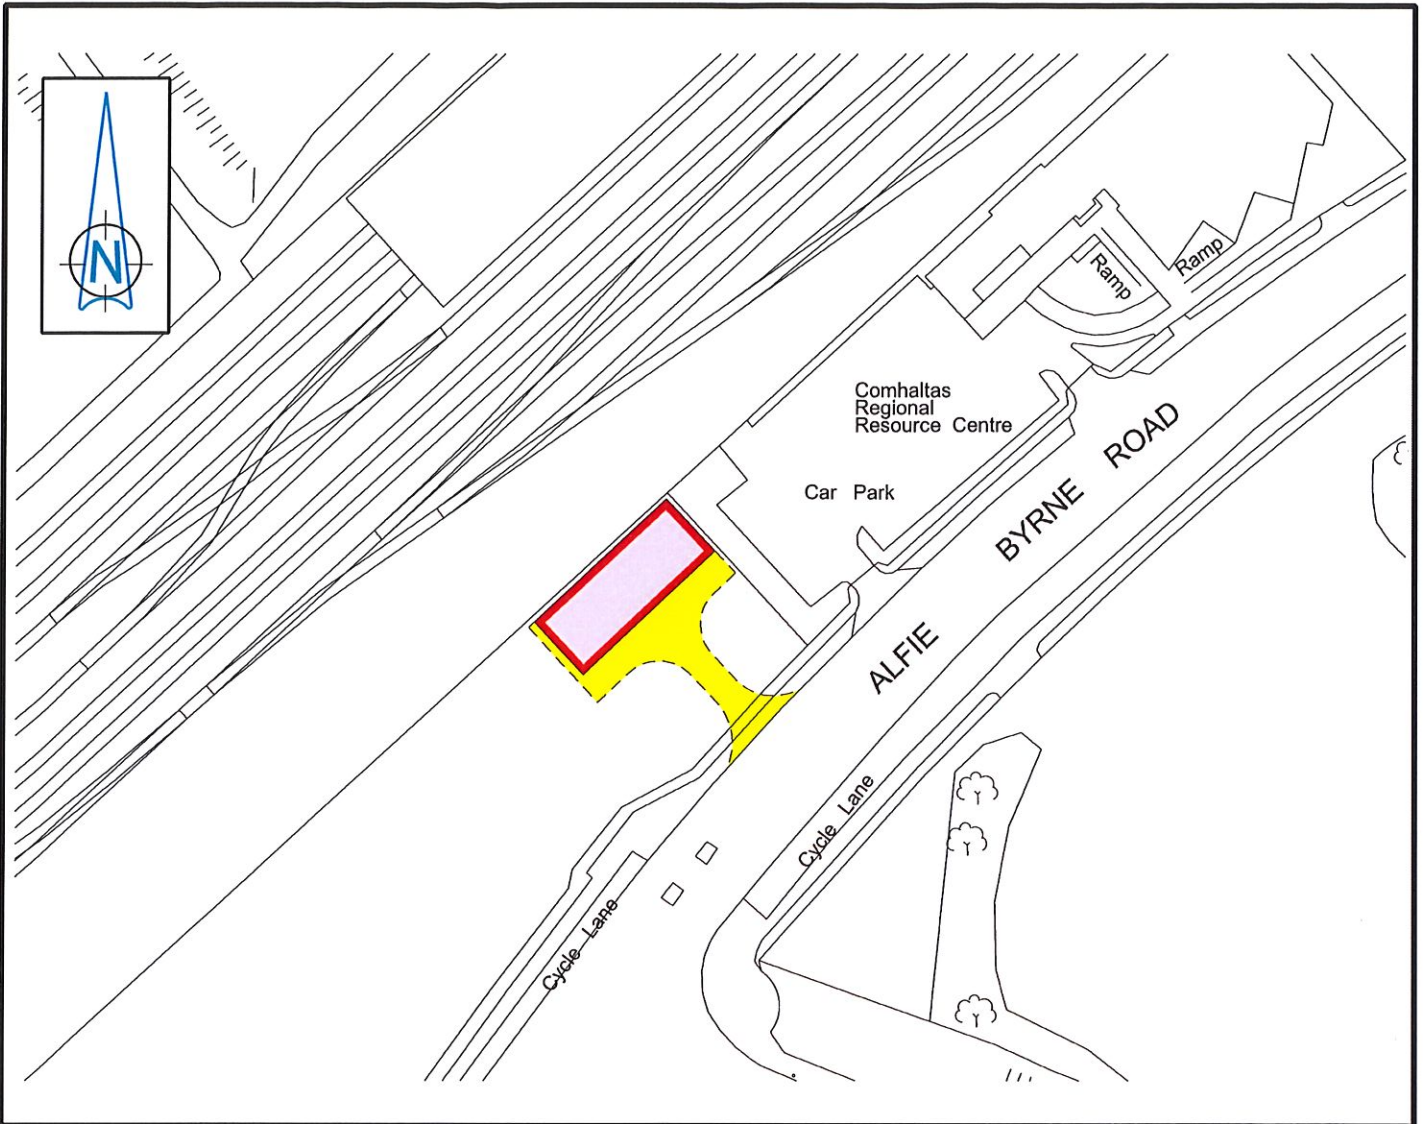 N
Ramp
Ramp
Comhaltas
Regional
Resource Centre
Car Park
ALFIE BYRNE ROAD
Cycle Lane
Cycle Lane